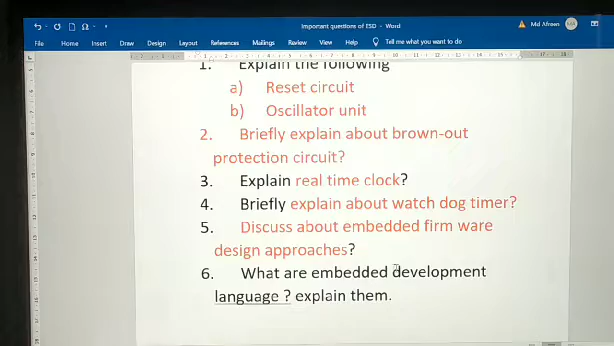 Important questions of ESD - Word
Md Afreen
File Home Insert Draw Design Layout References Mailings Review View Help Tell me what you want to do
1. Explain the following
a) Reset circuit
b) Oscillator unit
2. Briefly explain about brown-out
protection circuit?
3. Explain real time clock?
4. Briefly explain about watch dog timer?
5. Discuss about embedded firm ware
design approaches?
6. What are embedded development
language ? explain them.